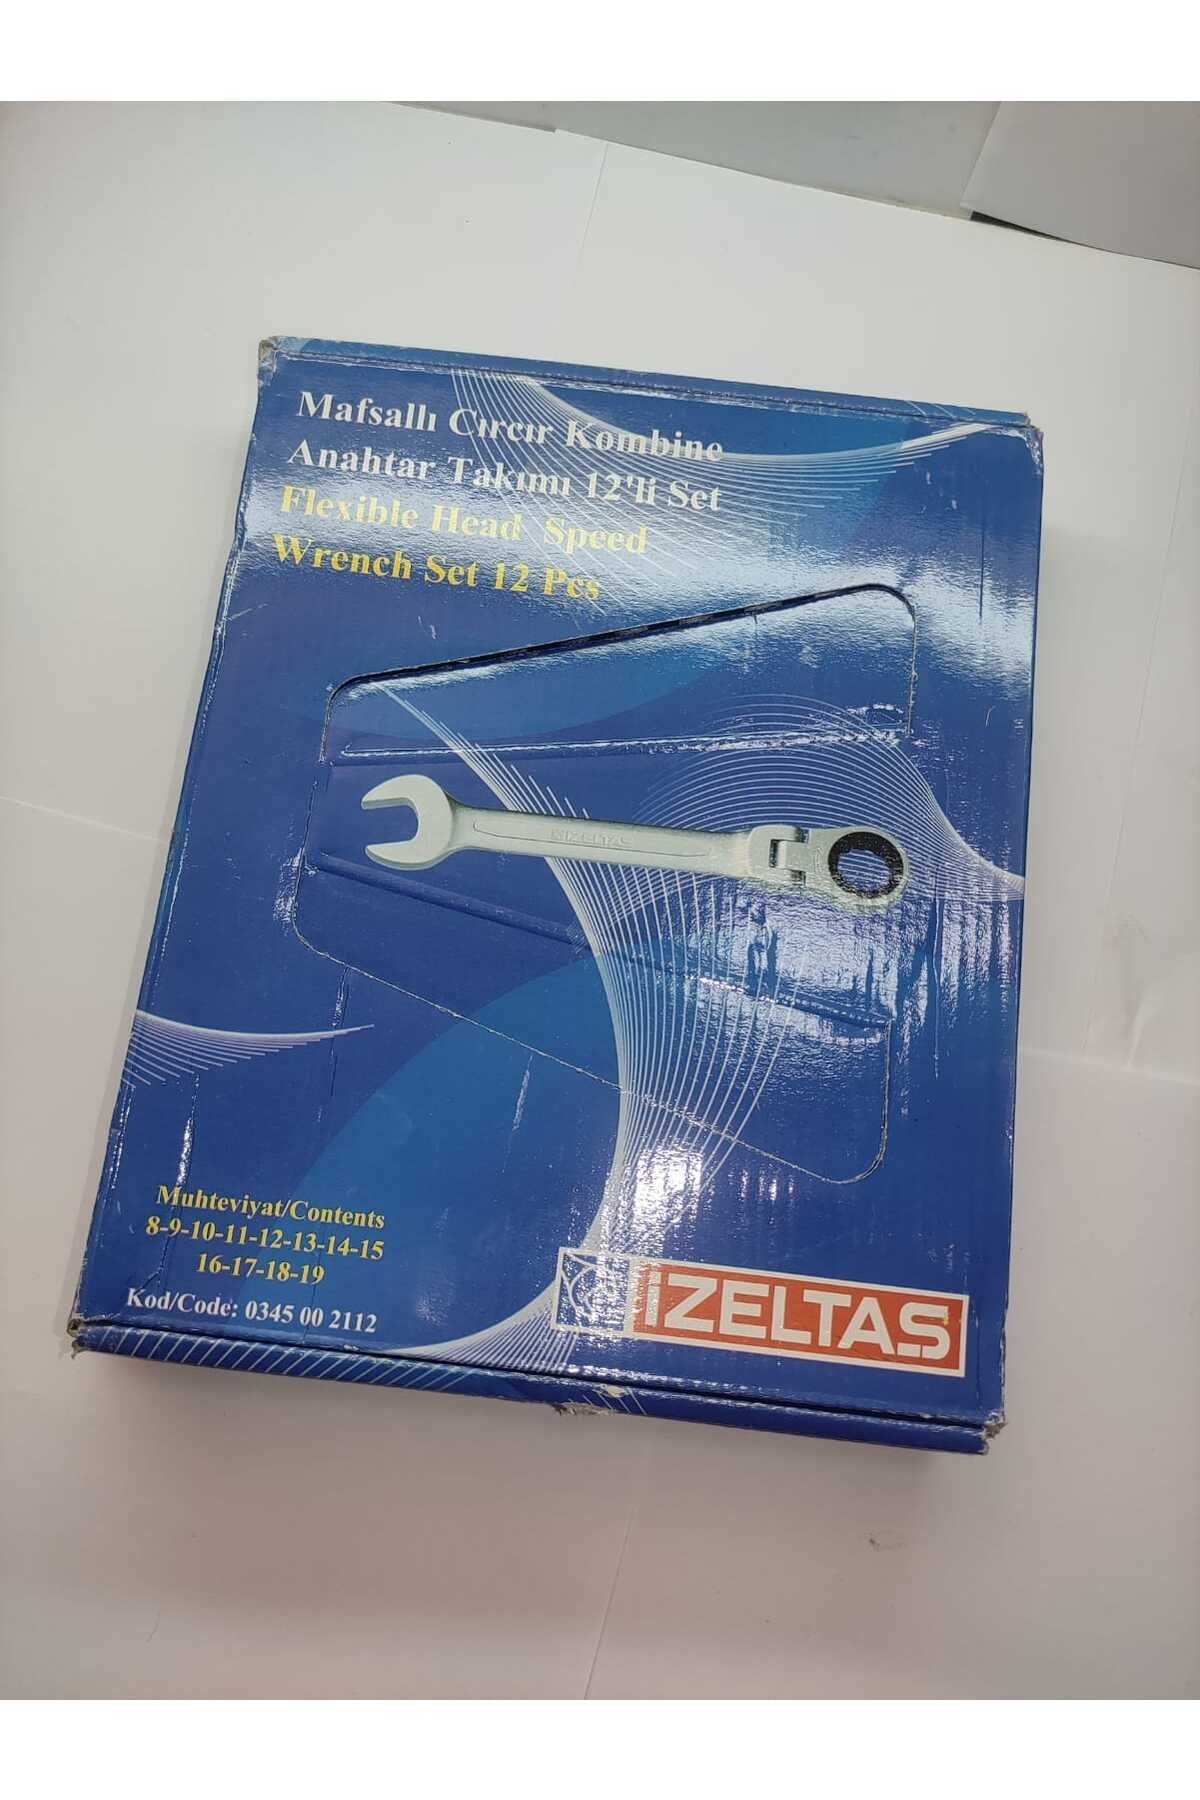 Mafsallı Cırcır Kombine
Anahtar Takımı 12'li Set
Flexible Head Speed
Wrench Set 12 Pcs
İZELTAŞ
Muhteviyat/Contents
8-9-10-11-12-13-14-15
16-17-18-19
Kod/Code: 0345 00 2112
İZELTAŞ